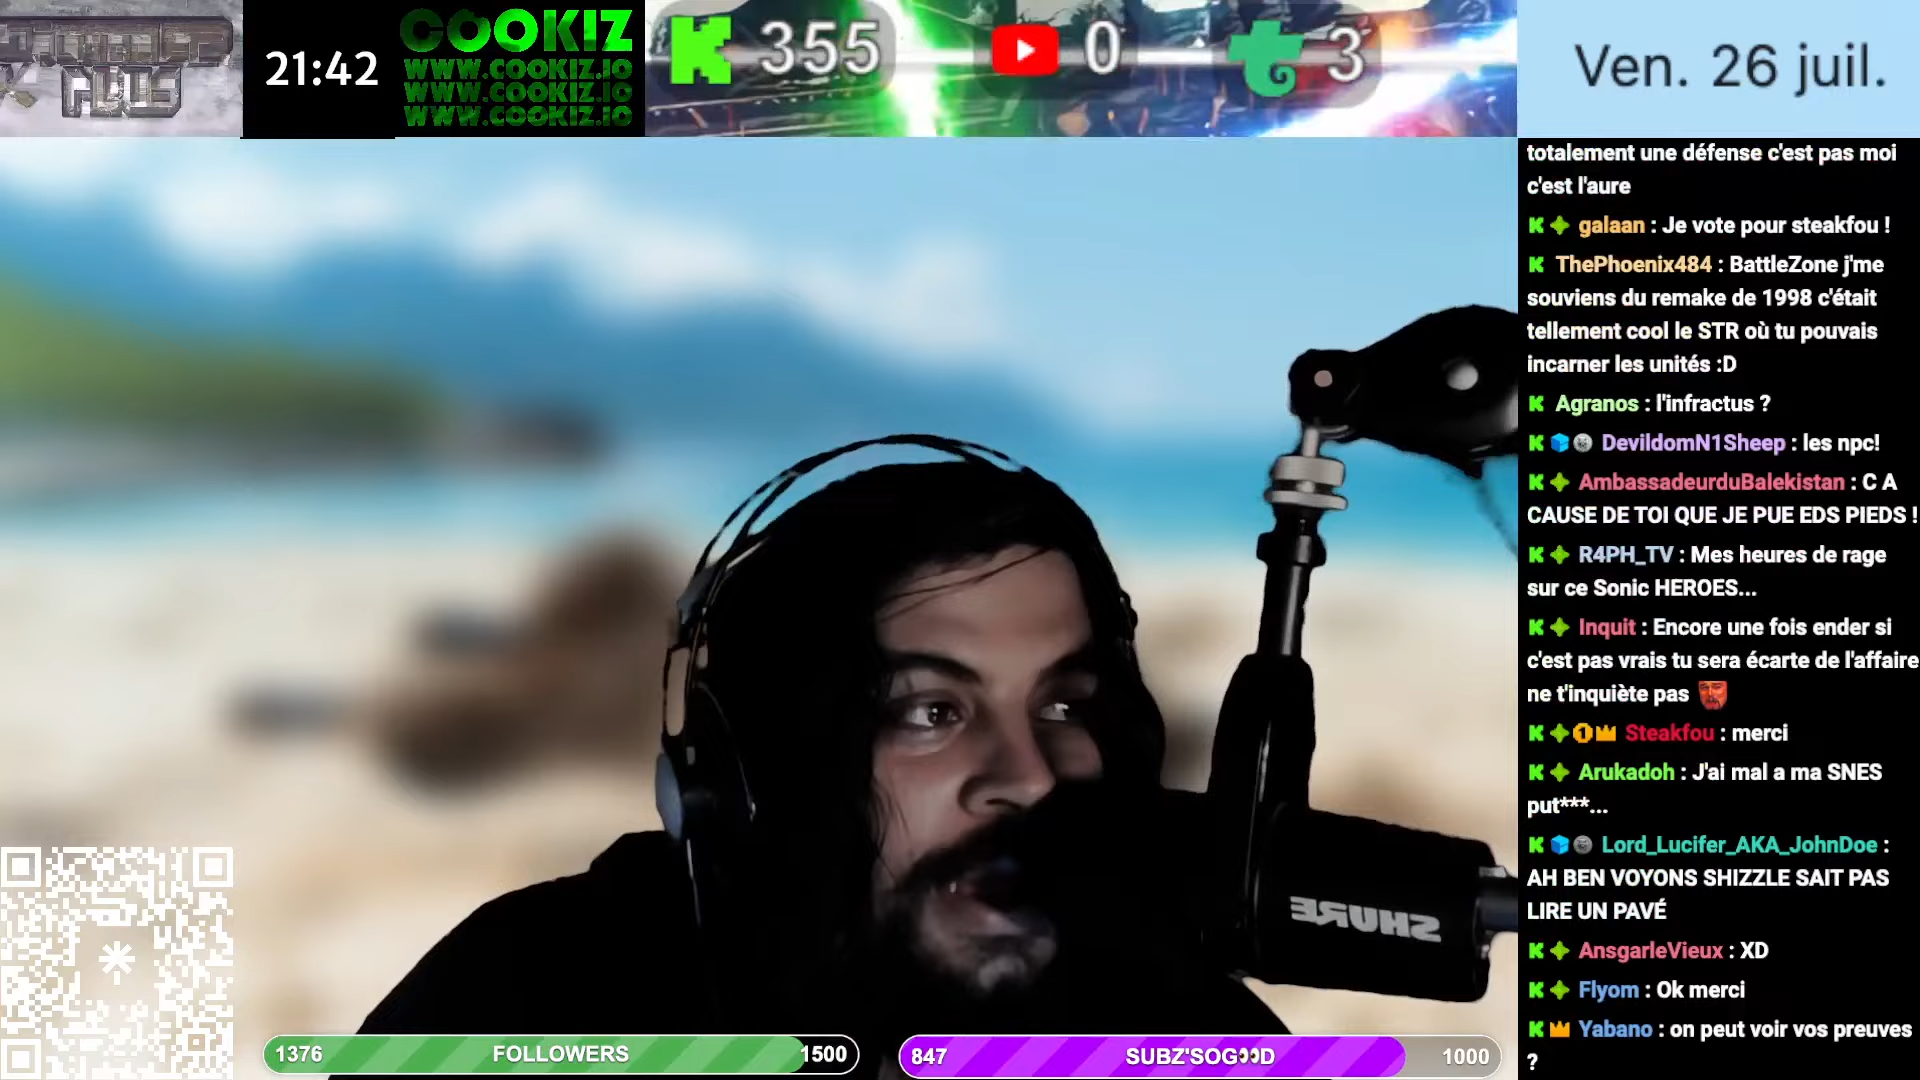 21:42
COOKIZ
WWW.COOKIZ.IO
WWW.COOKIZ.IO
WWW.COOKIZ.IO
K 355
0
3
Ven. 26 juil.
totalement une défense c'est pas moi
c'est l'aure
galaan : Je vote pour steakfou !
ThePhoenix484 : BattleZone j'me
souviens du remake de 1998 c'était
tellement cool le STR où tu pouvais
incarner les unités :D
Agranos : l'infractus ?
DevildomN1Sheep : les npc!
AmbassadeurduBalekistan : C A
CAUSE DE TOI QUE JE PUE EDS PIEDS !
R4PH_TV : Mes heures de rage
sur ce Sonic HEROES...
Inquit : Encore une fois ender si
c'est pas vrais tu sera écarte de l'affaire
ne t'inquiète pas
Steakfou : merci
Arukadoh : J'ai mal a ma SNES
put***...
Lord_Lucifer_AKA_JohnDoe :
AH BEN VOYONS SHIZZLE SAIT PAS
LIRE UN PAVÉ
AnsgarleVieux : XD
Flyom : Ok merci
Yabano : on peut voir vos preuves
?
SHURE
1376 FOLLOWERS 1500
847 SUBZ'SOG👀D 1000